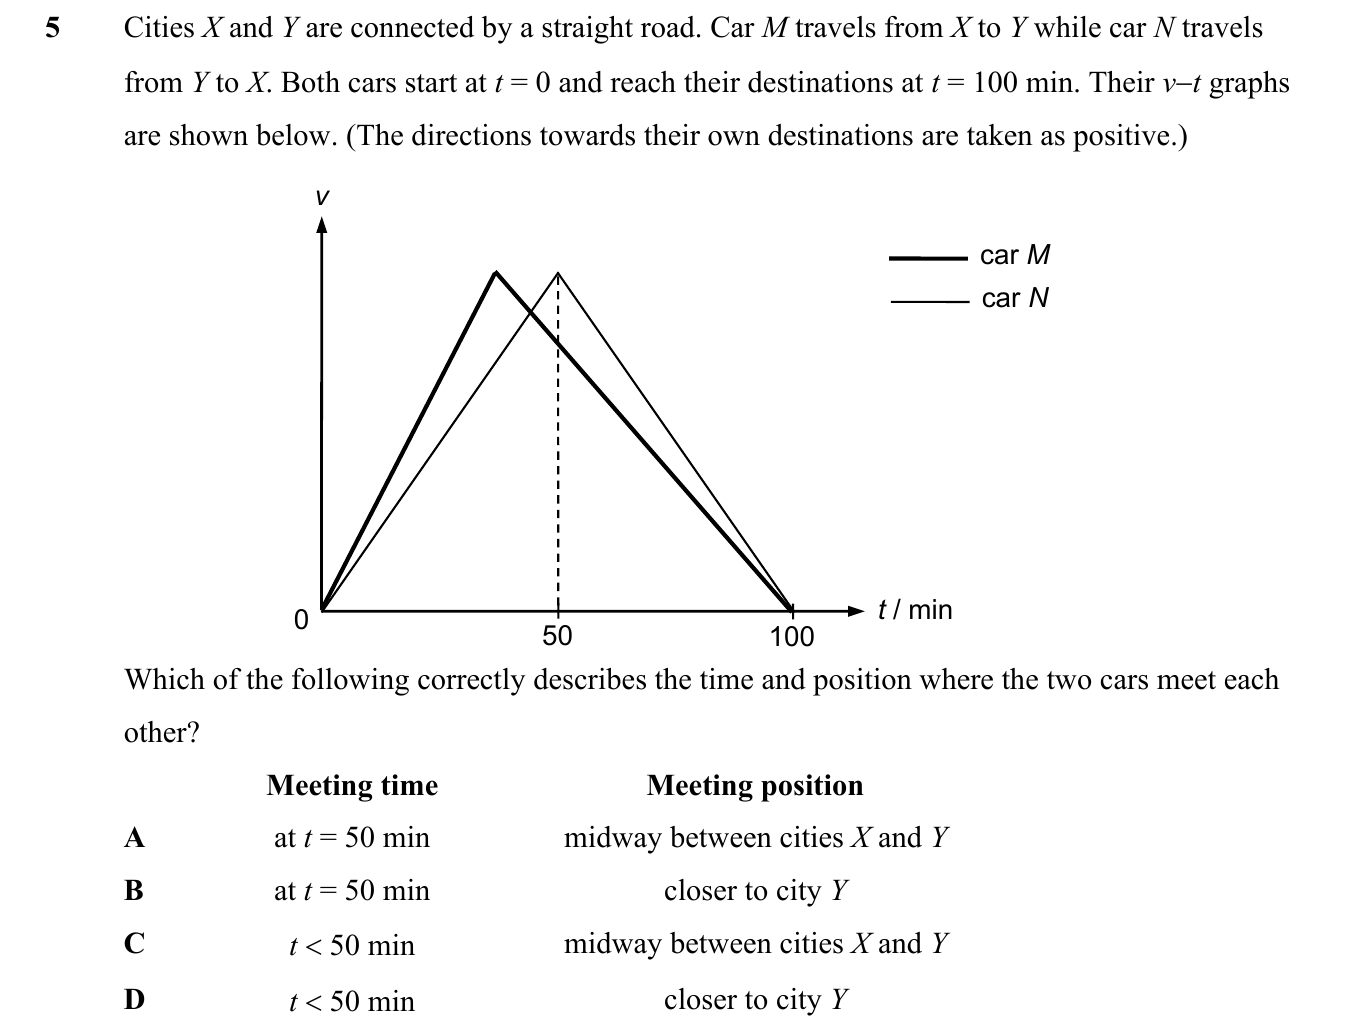 5 Cities X and Y are connected by a straight road. Car M travels from X to Y while car N travels
from Y to X. Both cars start at t = 0 and reach their destinations at t = 100 min. Their v–t graphs
are shown below. (The directions towards their own destinations are taken as positive.)
v
car M
car N
0
50
100
t / min
Which of the following correctly describes the time and position where the two cars meet each
other?
Meeting time Meeting position
A at t = 50 min midway between cities X and Y
B at t = 50 min closer to city Y
C t < 50 min midway between cities X and Y
D t < 50 min closer to city Y